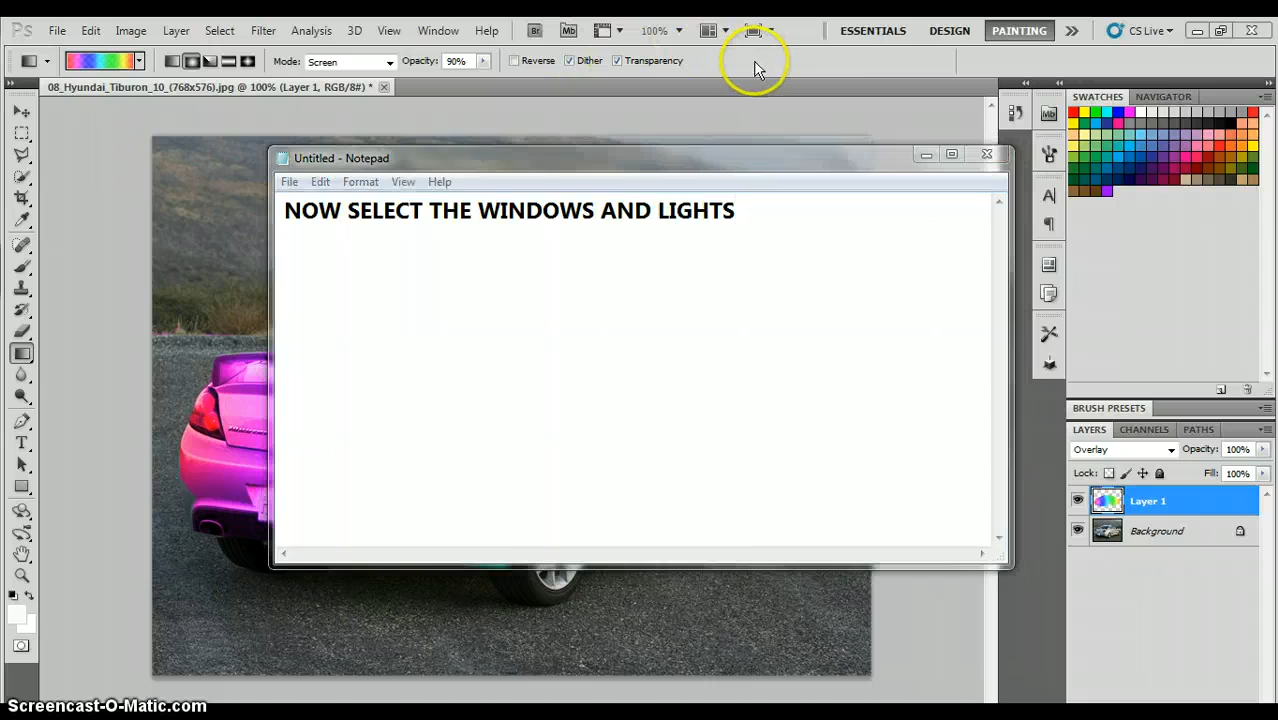 Ps File Edit Image Layer Select Filter Analysis 3D View Window Help Br Mb 100% ESSENTIALS DESIGN PAINTING CS Live
Mode: Screen Opacity: 90% Reverse Dither Transparency
08_Hyundai_Tiburon_10_(768x576).jpg @ 100% (Layer 1, RGB/8#) *
SWATCHES NAVIGATOR
Mb
Untitled - Notepad
File Edit Format View Help
NOW SELECT THE WINDOWS AND LIGHTS
BRUSH PRESETS
LAYERS CHANNELS PATHS
Overlay Opacity: 100%
Lock: Fill: 100%
Layer 1
Background
Screencast-O-Matic.com